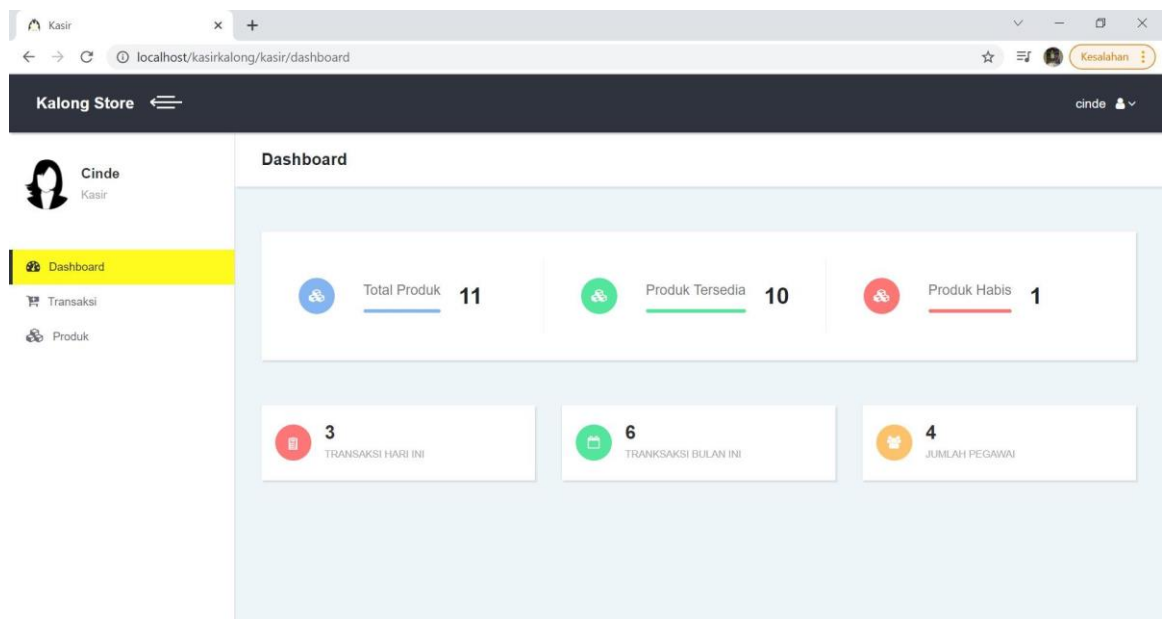 Kasir
localhost/kasirkalong/kasir/dashboard
Kesalahan
Kalong Store
cinde
Cinde
Kasir
Dashboard
Dashboard
Transaksi
Produk
Total Produk 11
Produk Tersedia 10
Produk Habis 1
3
TRANSAKSI HARI INI
6
TRANKSAKSI BULAN INI
4
JUMLAH PEGAWAI